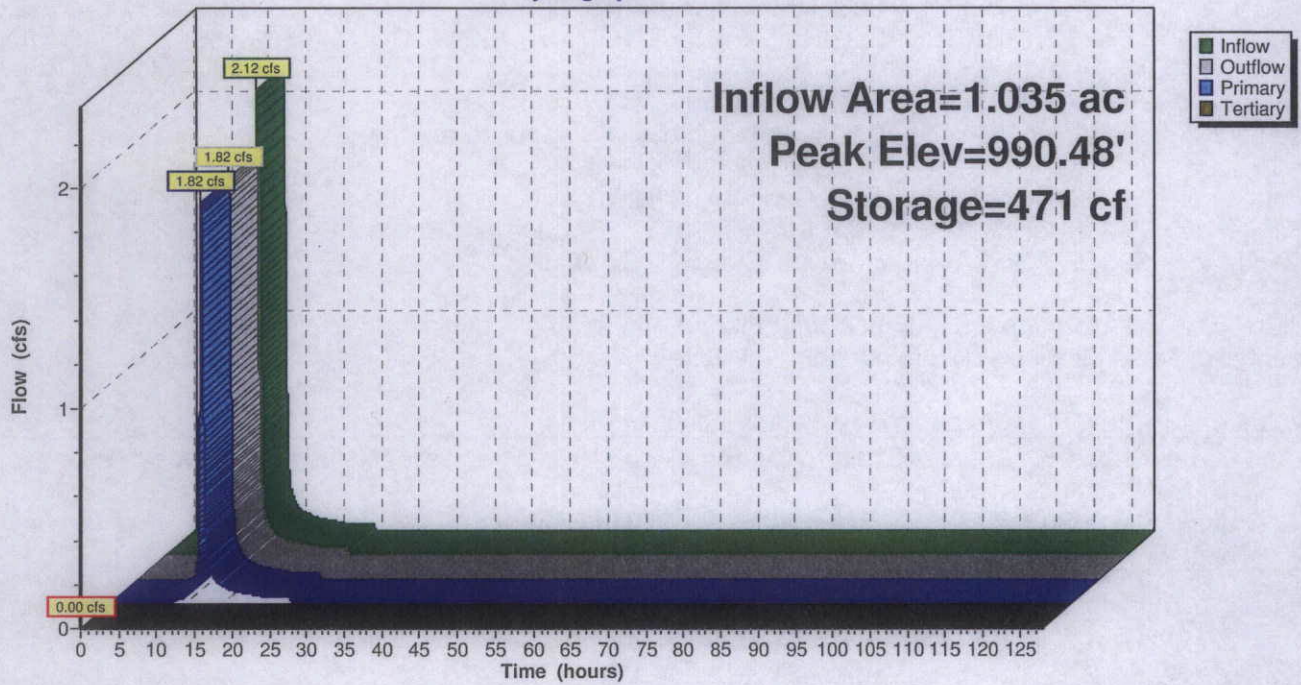 Inflow
Outflow
Primary
Tertiary
2.12 cfs
1.82 cfs
1.82 cfs
0.00 cfs
Inflow Area=1.035 ac
Peak Elev=990.48'
Storage=471 cf
Flow (cfs)
2
1
0
0 5 10 15 20 25 30 35 40 45 50 55 60 65 70 75 80 85 90 95 100 105 110 115 120 125
Time (hours)